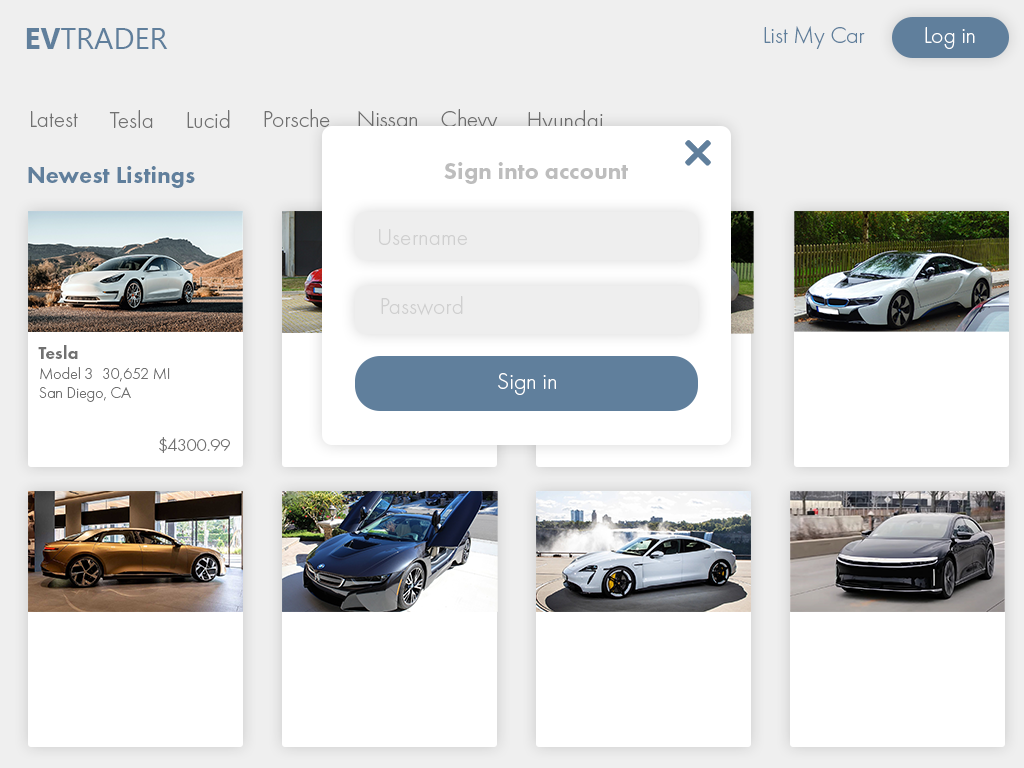 EVTRADER
List My Car
Log in
Latest
Tesla
Lucid
Porsche
Nissan
Chevy
Hyundai
Newest Listings
Sign into account
Username
Password
Sign in
Tesla
Model 3 30,652 MI
San Diego, CA
$4300.99